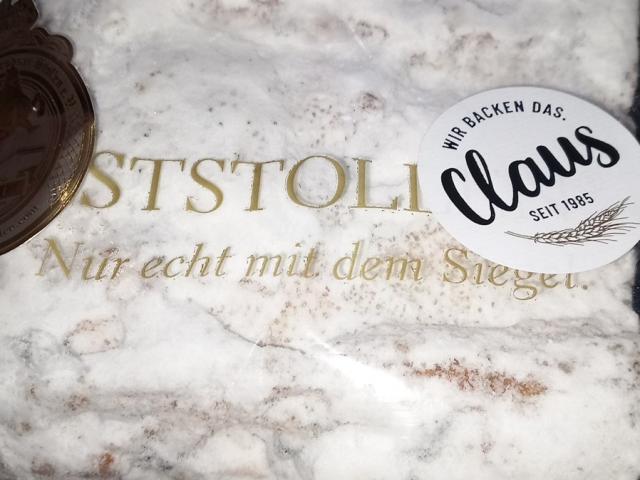 STSTOLL
Nur echt mit dem Siegel.
WIR BACKEN DAS.
Claus
SEIT 1985